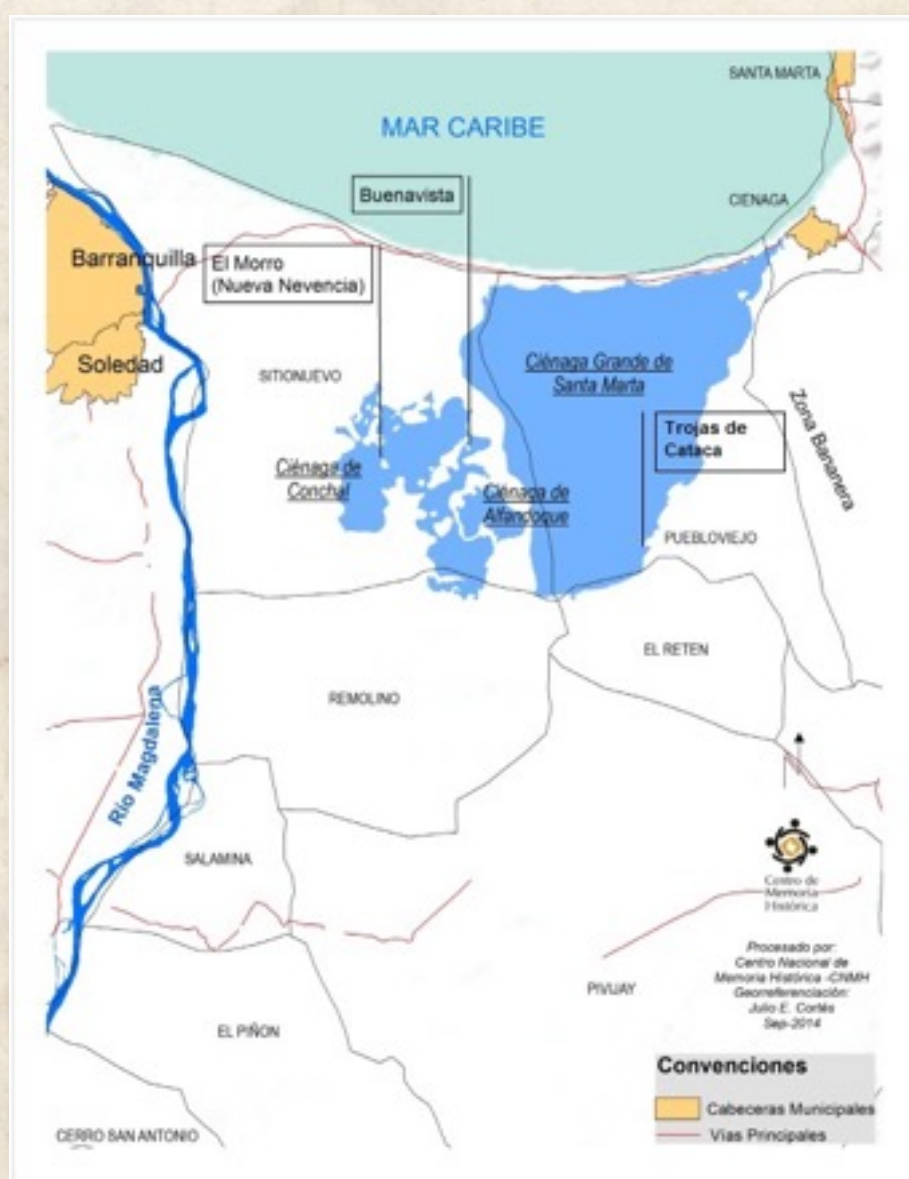 SANTA MARTA
MAR CARIBE
Buenavista
CIENAGA
Barranquilla
El Morro
(Nueva Nevencia)
Soledad
SITIONUEVO
Ciénaga Grande de
Santa Marta
Trojas de
Cataca
Zona Bananera
Ciénaga de
Conchal
Ciénaga de
Alfandoque
PUEBLOVIEJO
EL RETEN
REMOLINO
Río Magdalena
SALAMINA
Centro de
Memoria
Histórica
Procesado por:
Centro Nacional de
Memoria Histórica -CNMH
Georreferenciación:
Julio E. Cortés
Sep-2014
PIVIJAY
EL PIÑON
Convenciones
Cabeceras Municipales
Vías Principales
CERRO SAN ANTONIO